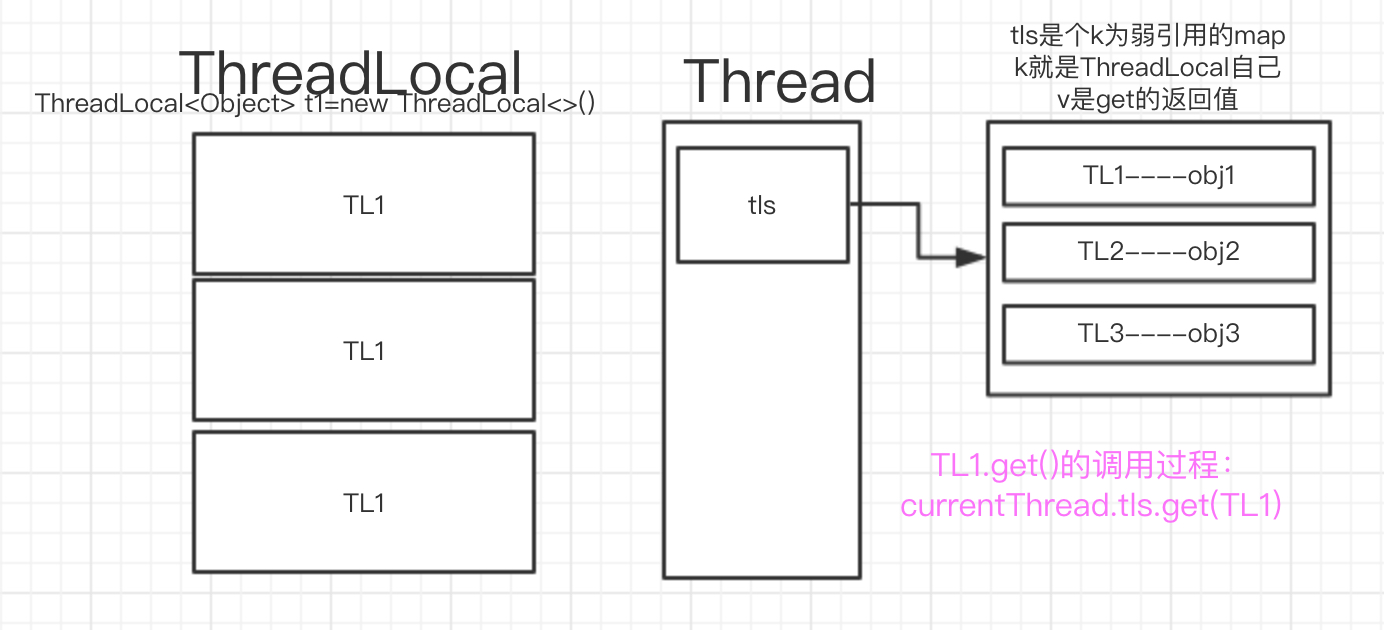 ThreadLocal
ThreadLocal<Object> t1=new ThreadLocal<>()
TL1
TL1
TL1
Thread
tls
tls是个k为弱引用的map
k就是ThreadLocal自己
v是get的返回值
TL1----obj1
TL2----obj2
TL3----obj3
TL1.get()的调用过程：
currentThread.tls.get(TL1)